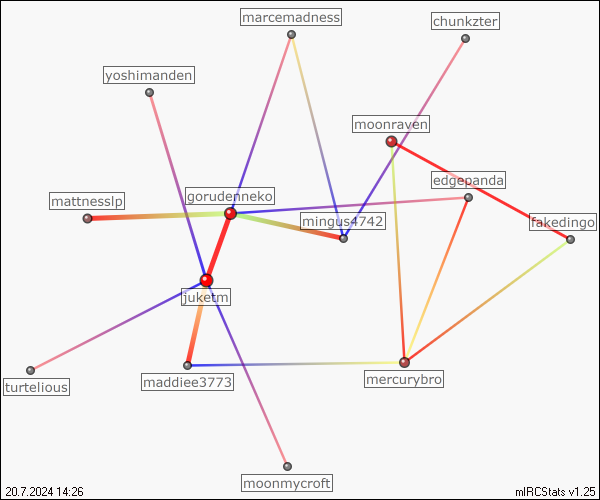 marcemadness
chunkzter
yoshimanden
moonraven
edgepanda
gorudenneko
mattnesslp
mingus4742
fakedingo
juketm
mercurybro
maddiee3773
turtelious
moonmycroft
20.7.2024 14:26
mIRCStats v1.25